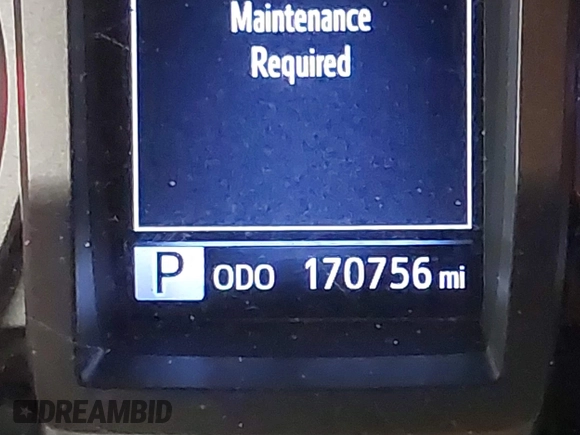 Maintenance
Required
P ODO 170756 mi
DREAMBID